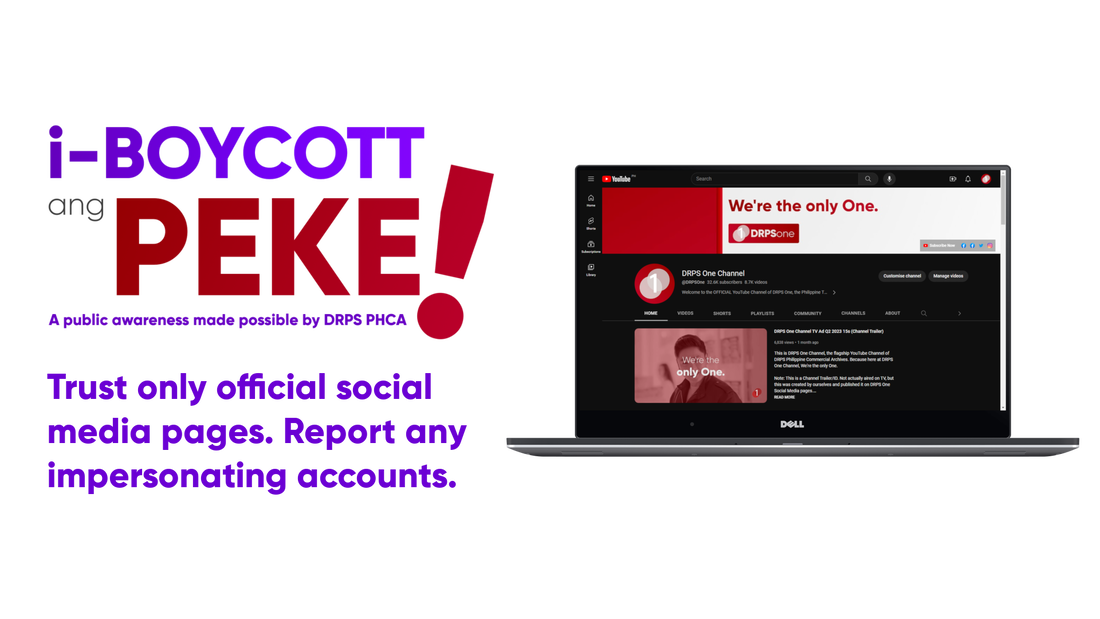 i-BOYCOTT
ang
PEKE!
A public awareness made possible by DRPS PHCA
Trust only official social
media pages. Report any
impersonating accounts.
YouTube PH
Search
Home
Shorts
Subscriptions
Library
We're the only One.
1 DRPSone
Subscribe Now
1
DRPS One Channel
@DRPSOne 32.6K subscribers 8.7K videos
Welcome to the OFFICIAL YouTube Channel of DRPS One, the Philippine T...
Customise channel
Manage videos
HOME VIDEOS SHORTS PLAYLISTS COMMUNITY CHANNELS ABOUT
We're the
only One.
DRPS One Channel TV Ad Q2 2023 15s (Channel Trailer)
views • 1 month ago
This is DRPS One Channel, the flagship YouTube Channel of
DRPS Philippine Commercial Archives. Because here at DRPS
One Channel, We're the only One.
Note: This is a Channel Trailer/ID. Not actually aired on TV, but
this was created by ourselves and published it on DRPS One
Social Media pages...
READ MORE
DELL